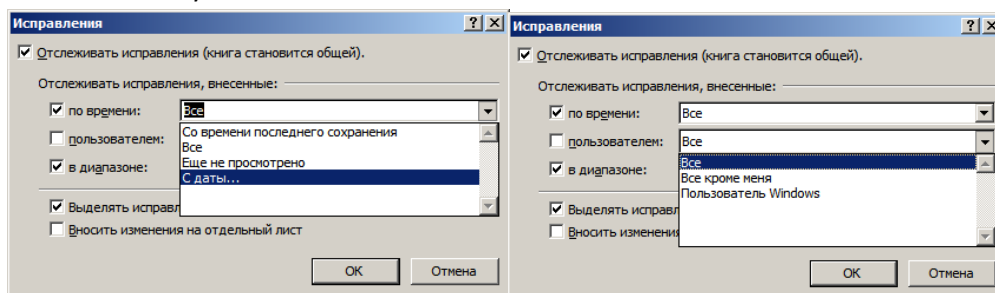 Исправления
Отслеживать исправления (книга становится общей).
Отслеживать исправления, внесенные:
по времени: Все
Со времени последнего сохранения
пользователем: Все
Еще не просмотрено
в диапазоне: С даты...
Выделять исправл
Вносить изменения на отдельный лист
ОК Отмена
Исправления
Отслеживать исправления (книга становится общей).
Отслеживать исправления, внесенные:
по времени: Все
пользователем: Все
Все
в диапазоне: Все кроме меня
Пользователь Windows
Выделять исправл
Вносить изменения
ОК Отмена